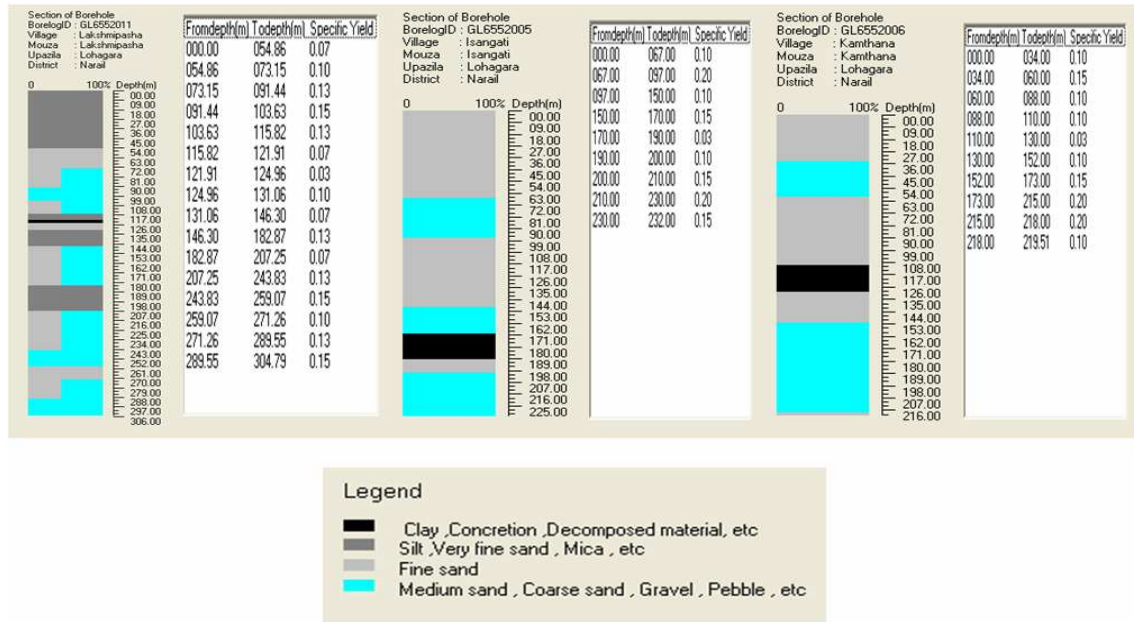 Section of Borehole
BorelogID : GL6552011
Village : Lakshmipasha
Mouza : Lakshmipasha
Upazila : Lohagara
District : Narail
0 100% Depth(m)
00.00
09.00
18.00
27.00
36.00
45.00
54.00
63.00
72.00
81.00
90.00
99.00
108.00
117.00
126.00
135.00
144.00
153.00
162.00
171.00
180.00
189.00
198.00
207.00
216.00
225.00
234.00
243.00
252.00
261.00
270.00
279.00
288.00
297.00
306.00
Fromdepth(m) Todepth(m) Specific Yield
000.00 054.86 0.07
054.86 073.15 0.10
073.15 091.44 0.13
091.44 103.63 0.15
103.63 115.82 0.13
115.82 121.91 0.07
121.91 124.96 0.03
124.96 131.06 0.10
131.06 146.30 0.07
146.30 182.87 0.13
182.87 207.25 0.07
207.25 243.83 0.13
243.83 259.07 0.15
259.07 271.26 0.10
271.26 289.55 0.13
289.55 304.79 0.15
Section of Borehole
BorelogID : GL6552005
Village : Isangati
Mouza : Isangati
Upazila : Lohagara
District : Narail
0 100% Depth(m)
00.00
09.00
18.00
27.00
36.00
45.00
54.00
63.00
72.00
81.00
90.00
99.00
108.00
117.00
126.00
135.00
144.00
153.00
162.00
171.00
180.00
189.00
198.00
207.00
216.00
225.00
Fromdepth(m) Todepth(m) Specific Yield
000.00 067.00 0.10
067.00 097.00 0.20
097.00 150.00 0.10
150.00 170.00 0.15
170.00 190.00 0.03
190.00 200.00 0.10
200.00 210.00 0.15
210.00 230.00 0.20
230.00 232.00 0.15
Section of Borehole
BorelogID : GL6552006
Village : Kamthana
Mouza : Kamthana
Upazila : Lohagara
District : Narail
0 100% Depth(m)
00.00
09.00
18.00
27.00
36.00
45.00
54.00
63.00
72.00
81.00
90.00
99.00
108.00
117.00
126.00
135.00
144.00
153.00
162.00
171.00
180.00
189.00
198.00
207.00
216.00
Fromdepth(m) Todepth(m) Specific Yield
000.00 034.00 0.10
034.00 060.00 0.15
060.00 088.00 0.10
088.00 110.00 0.10
110.00 130.00 0.03
130.00 152.00 0.10
152.00 173.00 0.15
173.00 215.00 0.20
215.00 218.00 0.20
218.00 219.51 0.10
Legend
Clay ,Concretion ,Decomposed material, etc
Silt ,Very fine sand , Mica , etc
Fine sand
Medium sand , Coarse sand , Gravel , Pebble , etc